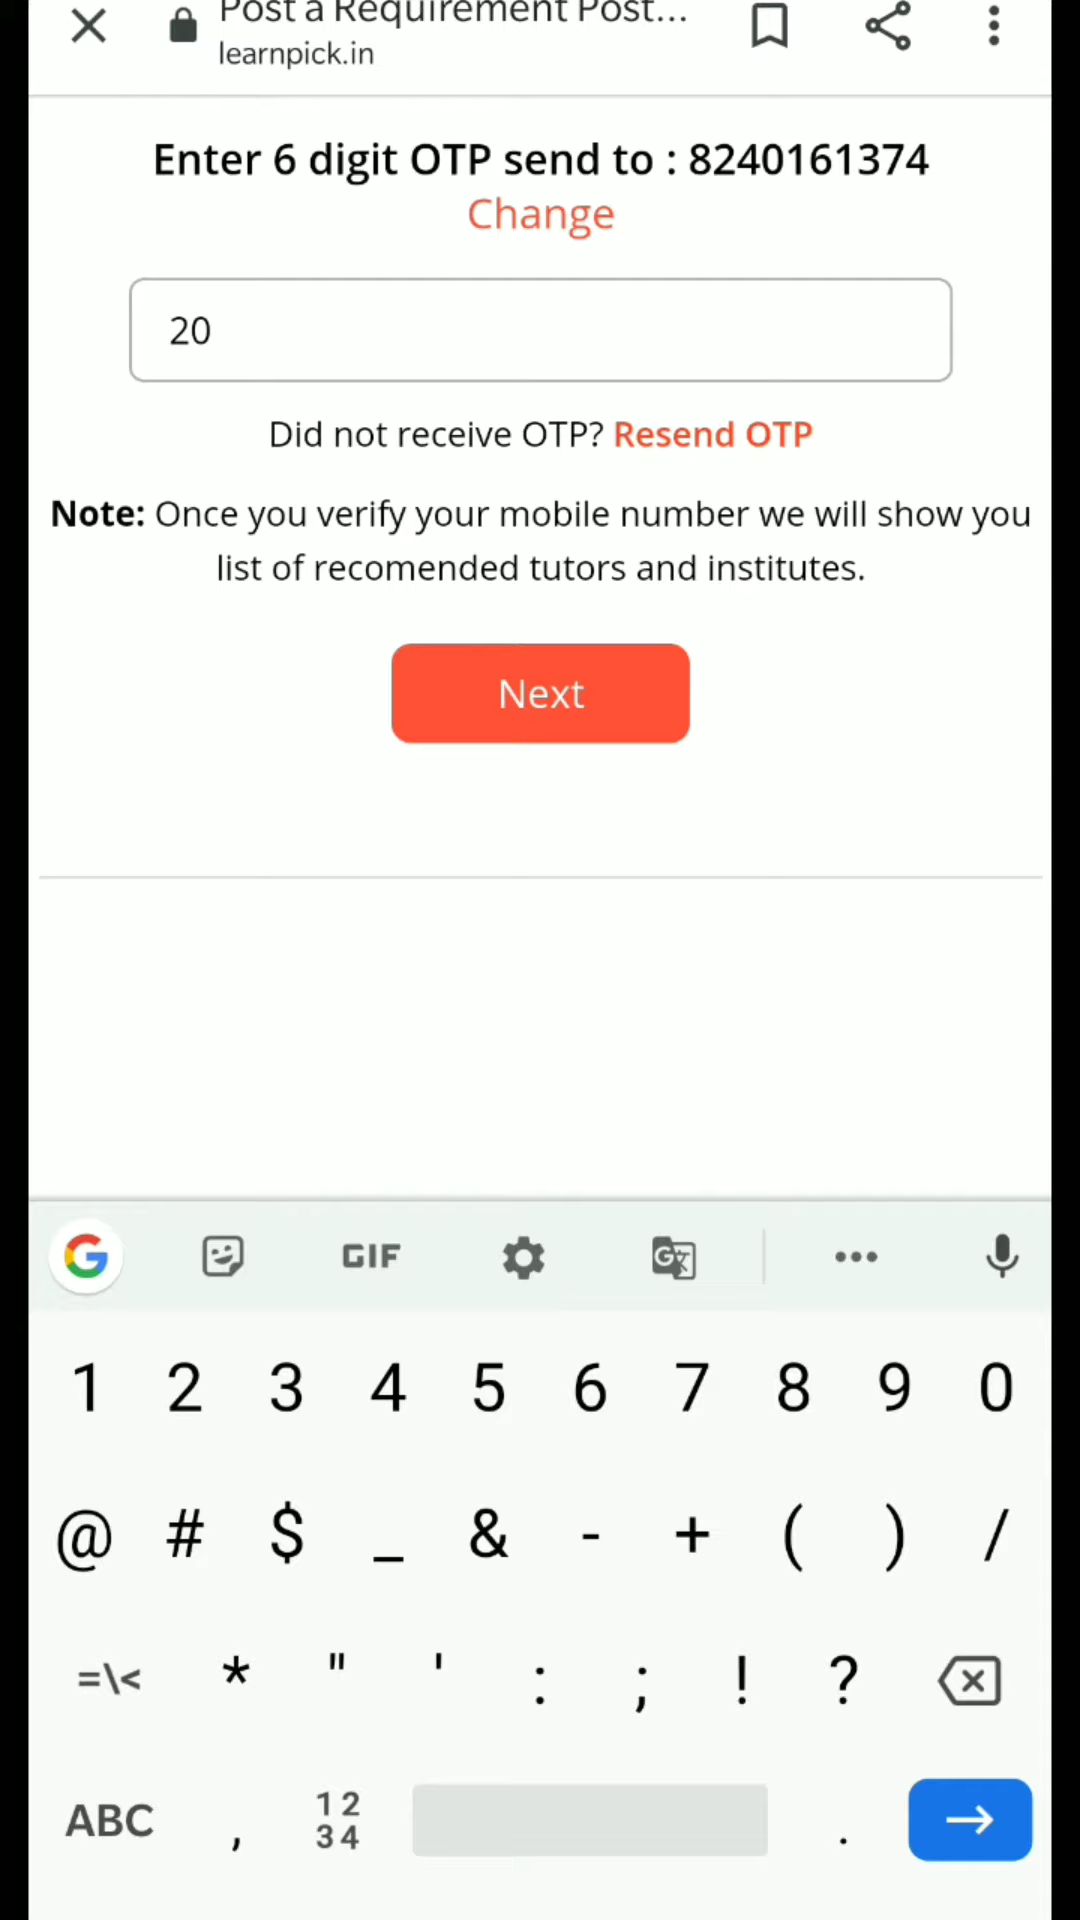 Post a Requirement Post...
learnpick.in
Enter 6 digit OTP send to : 8240161374
Change
20
Did not receive OTP? Resend OTP
Note: Once you verify your mobile number we will show you
list of recomended tutors and institutes.
Next
GIF
1 2 3 4 5 6 7 8 9 0
@ # $ _ & - + ( ) /
=\< * " ' : ; ! ?
ABC , 12 34 .